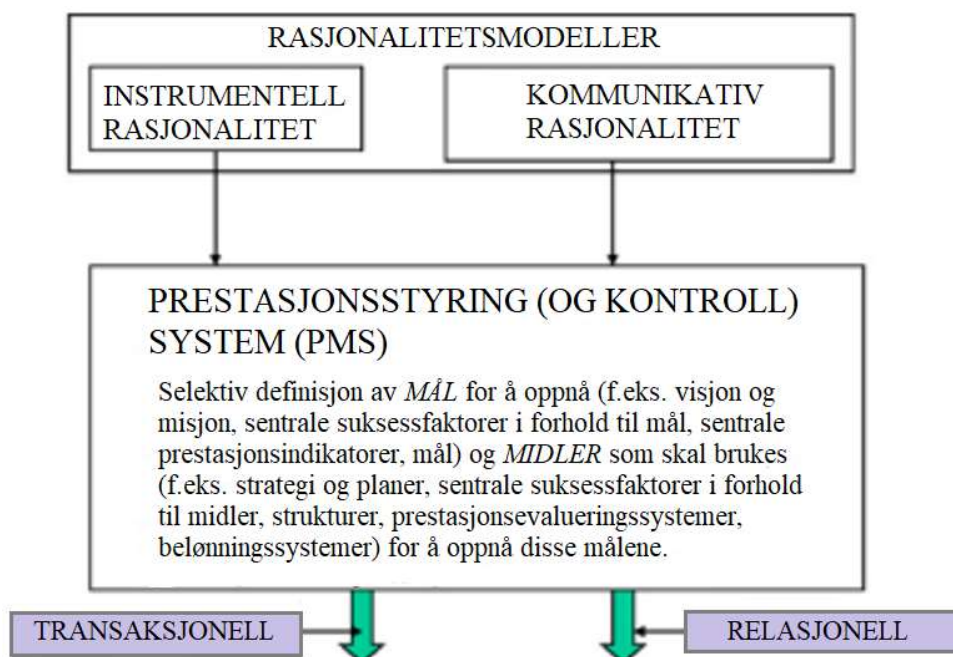 RASJONALITETSMODELLER
INSTRUMENTELL
RASJONALITET
KOMMUNIKATIV
RASJONALITET
PRESTASJONSSTYRING (OG KONTROLL)
SYSTEM (PMS)
Selektiv definisjon av MÅL for å oppnå (f.eks. visjon og
misjon, sentrale suksessfaktorer i forhold til mål, sentrale
prestasjonsindikatorer, mål) og MIDLER som skal brukes
(f.eks. strategi og planer, sentrale suksessfaktorer i forhold
til midler, strukturer, prestasjonsevalueringssystemer,
belønningssystemer) for å oppnå disse målene.
TRANSAKSJONELL
RELASJONELL